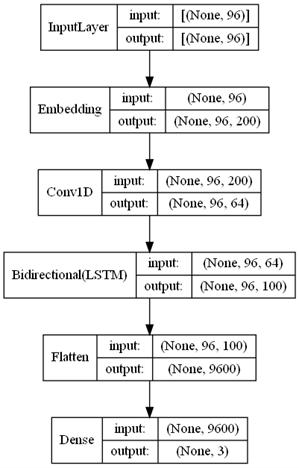 InputLayer
input: [(None, 96)]
output: [(None, 96)]
Embedding
input: (None, 96)
output: (None, 96, 200)
Conv1D
input: (None, 96, 200)
output: (None, 96, 64)
Bidirectional(LSTM)
input: (None, 96, 64)
output: (None, 96, 100)
Flatten
input: (None, 96, 100)
output: (None, 9600)
Dense
input: (None, 9600)
output: (None, 3)